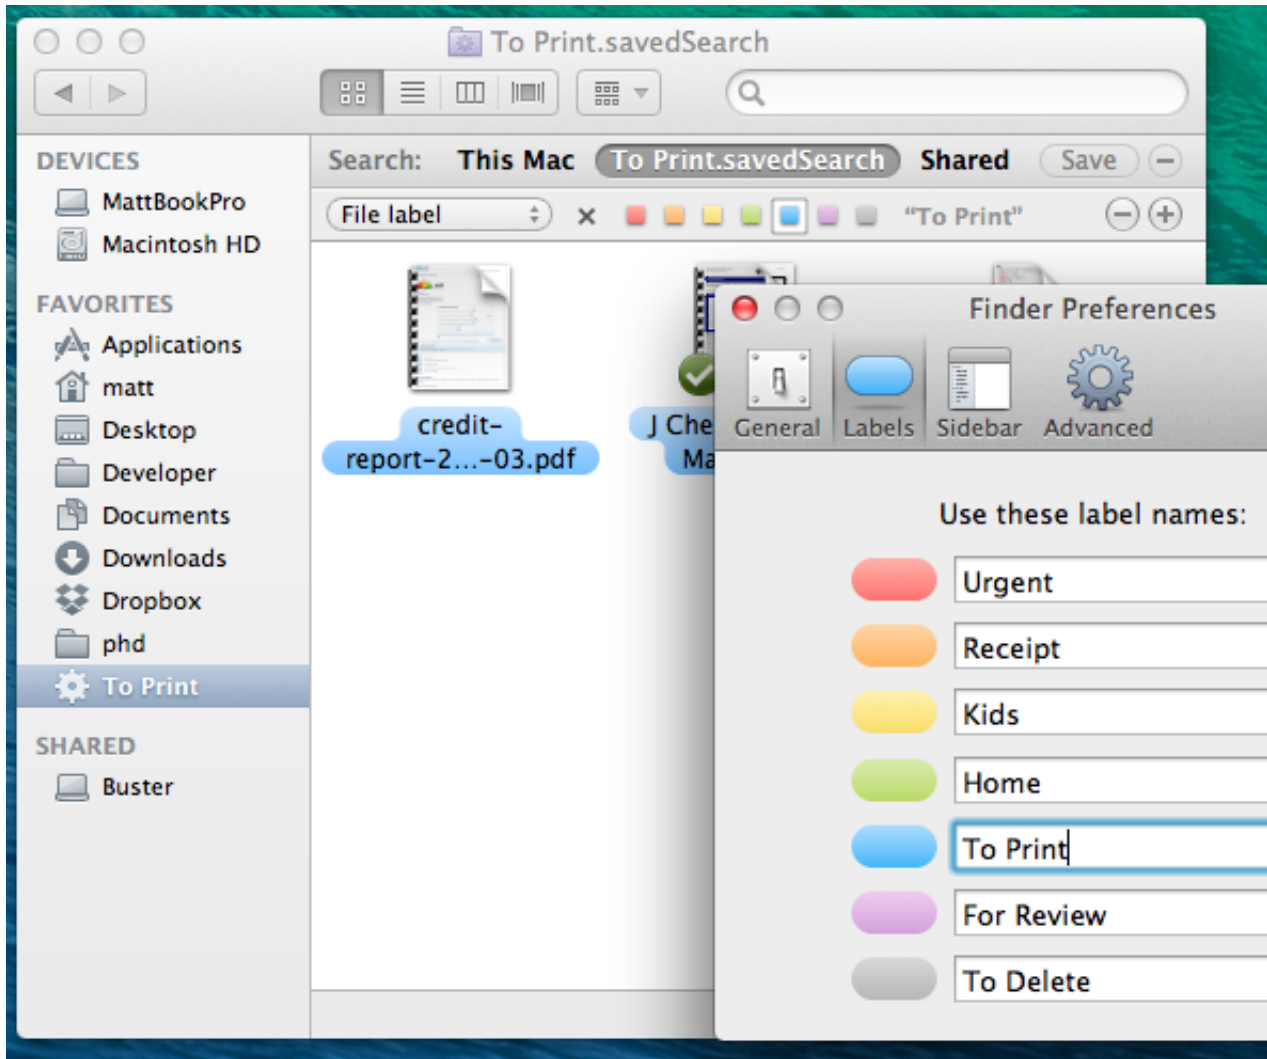 To Print.savedSearch
Search: This Mac To Print.savedSearch Shared Save
File label "To Print"
DEVICES
MattBookPro
Macintosh HD
FAVORITES
Applications
matt
Desktop
Developer
Documents
Downloads
Dropbox
phd
To Print
SHARED
Buster
credit-
report-2...-03.pdf
J Che
Ma
Finder Preferences
General Labels Sidebar Advanced
Use these label names:
Urgent
Receipt
Kids
Home
To Print
For Review
To Delete